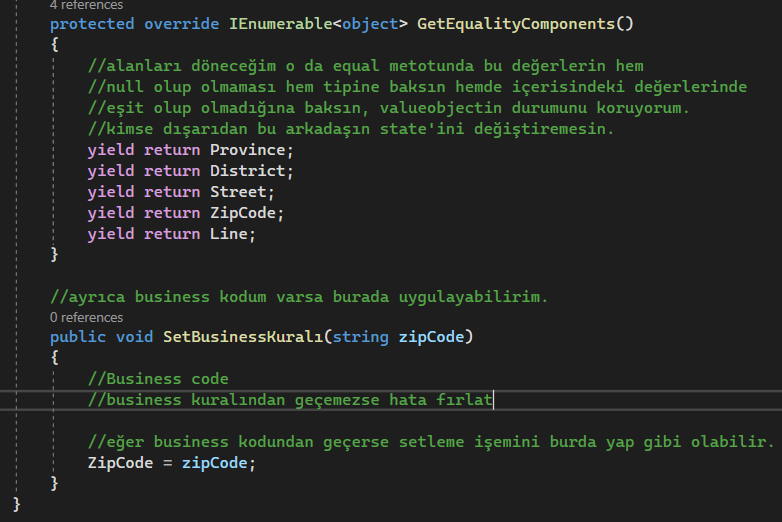 4 references
protected override IEnumerable<object> GetEqualityComponents()
{
//alanları döneceğim o da equal metotunda bu değerlerin hem
//null olup olmaması hem tipine baksın hemde içerisindeki değerlerinde
//eşit olup olmadığına baksın, valueobjectin durumunu koruyorum.
//kimse dışarıdan bu arkadaşın state'ini değiştiremesin.
yield return Province;
yield return District;
yield return Street;
yield return ZipCode;
yield return Line;
}
//ayrıca business kodum varsa burada uygulayabilirim.
0 references
public void SetBusinessKuralı(string zipCode)
{
//Business code
//business kuralından geçemezse hata fırlat
//eğer business kodundan geçerse setleme işemini burda yap gibi olabilir.
ZipCode = zipCode;
}
}